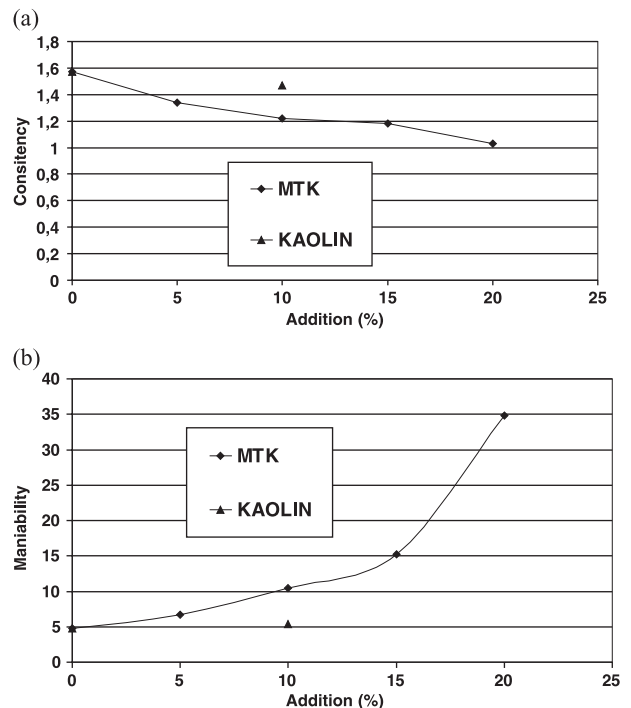 (a)
1,8
1,6
1,4
1,2
1
0,8
0,6
0,4
0,2
0
Consitency
MTK
KAOLIN
0 5 10 15 20 25
Addition (%)
(b)
40
35
30
25
20
15
10
5
0
Maniability
MTK
KAOLIN
0 5 10 15 20 25
Addition (%)